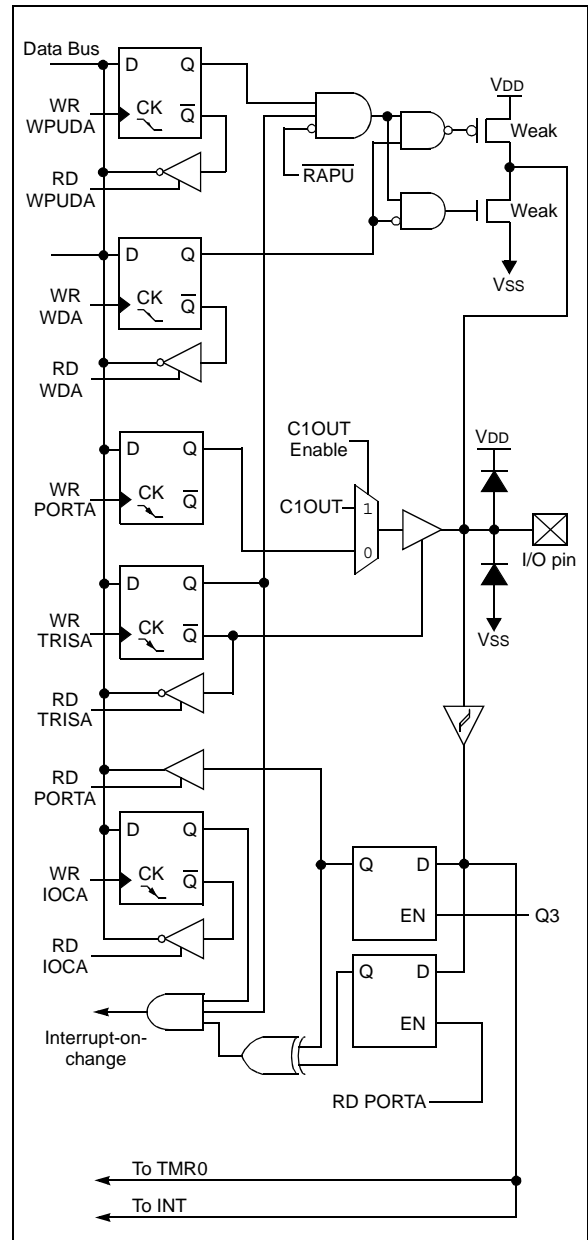 Data Bus
D Q
WR
WPUDA
CK
Q
RD
WPUDA
RAPU
VDD
Weak
Weak
VSS
D Q
WR
WDA
CK
Q
RD
WDA
D Q
WR
PORTA
CK
Q
C1OUT
Enable
C1OUT
1
0
VDD
I/O pin
VSS
D Q
WR
TRISA
CK
Q
RD
TRISA
RD
PORTA
D Q
WR
IOCA
CK
Q
RD
IOCA
Q D
EN
Q3
Q D
EN
RD PORTA
Interrupt-on-
change
To TMR0
To INT